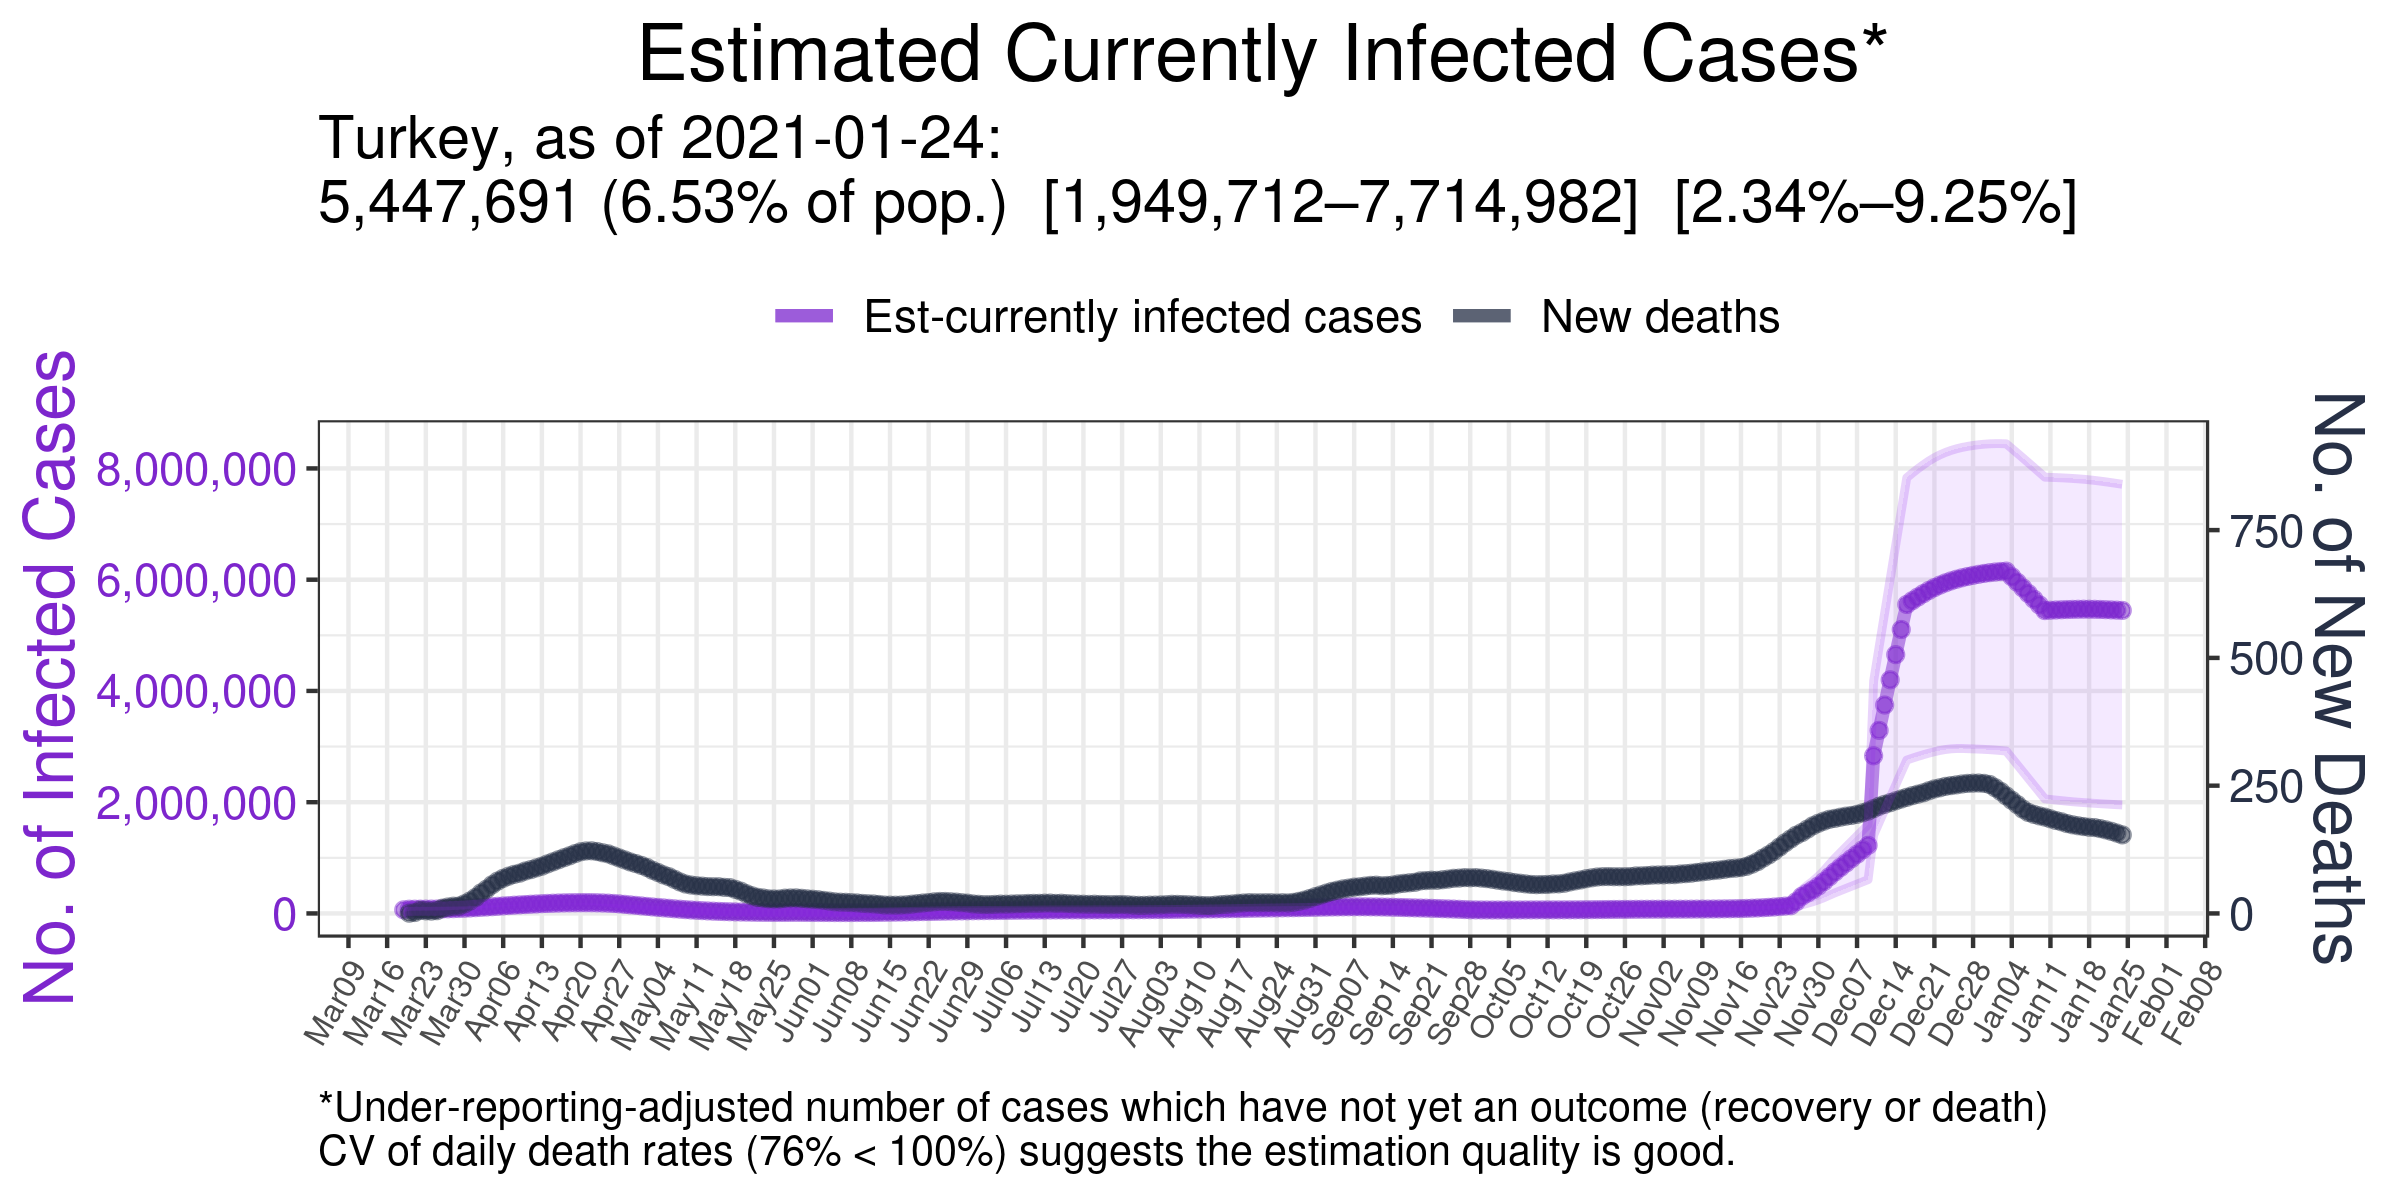 Estimated Currently Infected Cases*
Turkey, as of 2021-01-24:
5,447,691 (6.53% of pop.) [1,949,712–7,714,982] [2.34%–9.25%]
Est-currently infected cases
New deaths
No. of Infected Cases
8,000,000
6,000,000
4,000,000
2,000,000
0
No. of New Deaths
750
500
250
0
Mar09
Mar16
Mar23
Mar30
Apr06
Apr13
Apr20
Apr27
May04
May11
May18
May25
Jun01
Jun08
Jun15
Jun22
Jun29
Jul06
Jul13
Jul20
Jul27
Aug03
Aug10
Aug17
Aug24
Aug31
Sep07
Sep14
Sep21
Sep28
Oct05
Oct12
Oct19
Oct26
Nov02
Nov09
Nov16
Nov23
Nov30
Dec07
Dec14
Dec21
Dec28
Jan04
Jan11
Jan18
Jan25
Feb01
Feb08
*Under-reporting-adjusted number of cases which have not yet an outcome (recovery or death)
CV of daily death rates (76% < 100%) suggests the estimation quality is good.